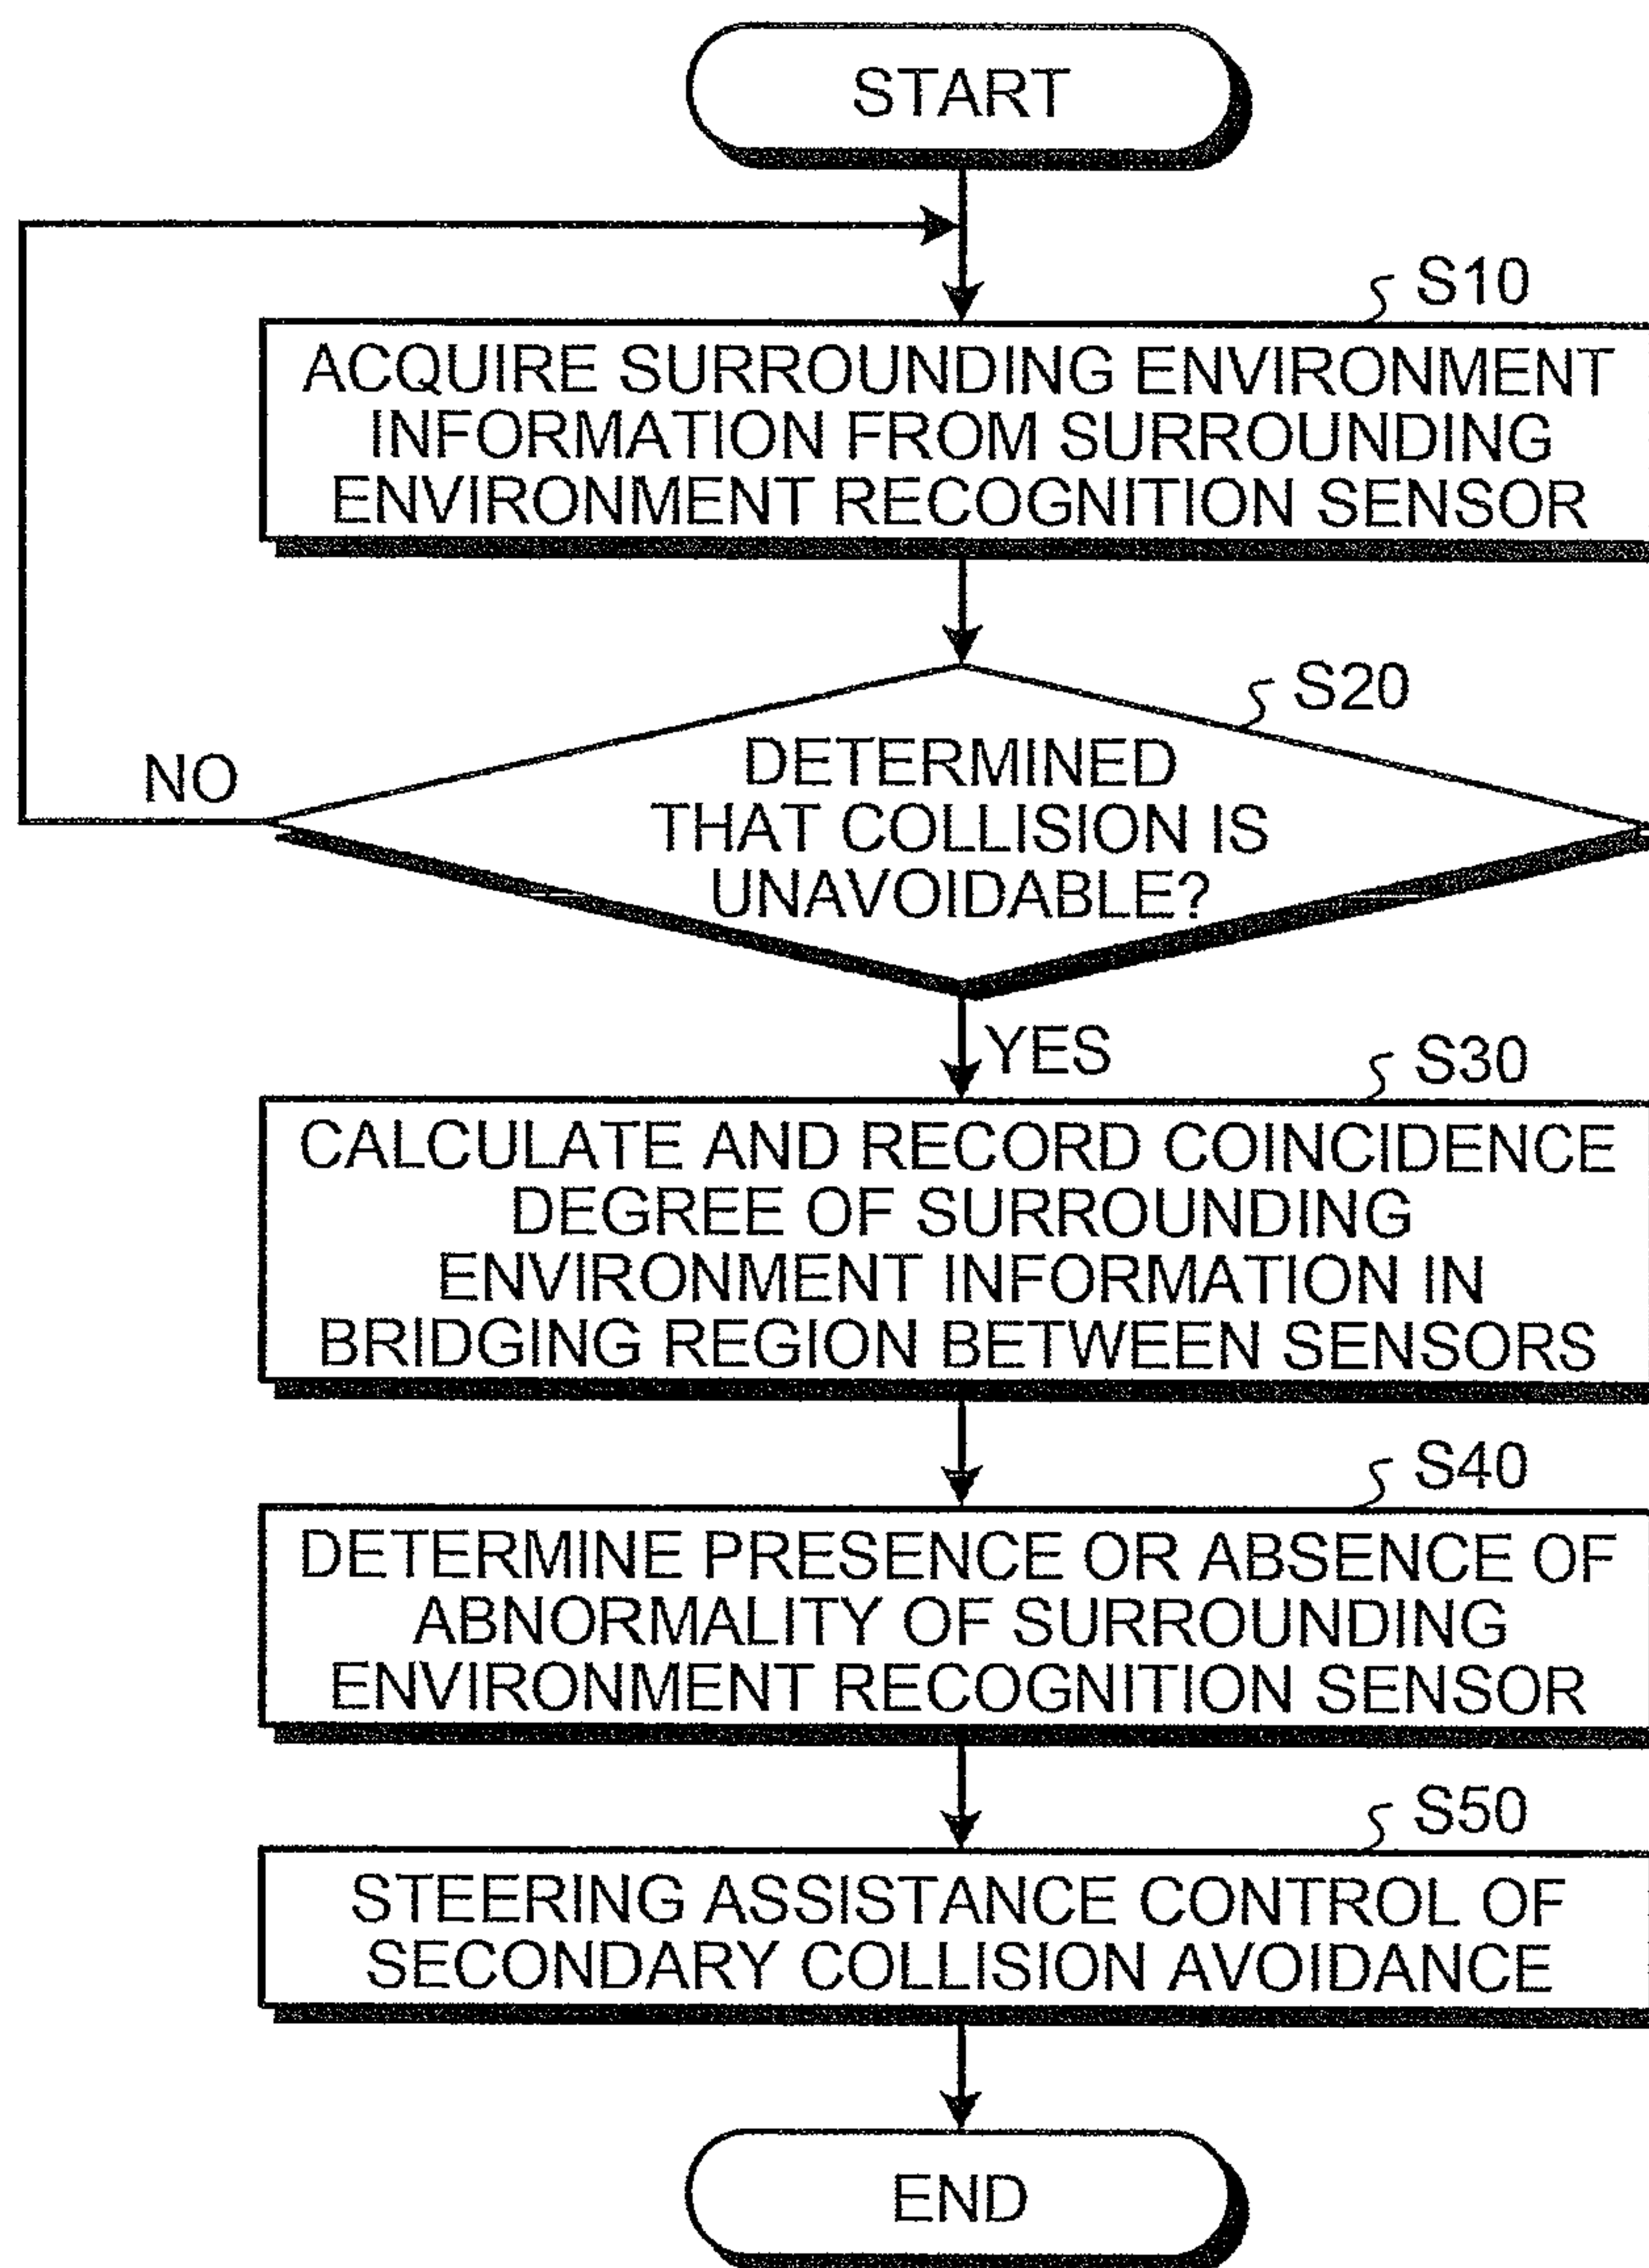 START
S10
ACQUIRE SURROUNDING ENVIRONMENT
INFORMATION FROM SURROUNDING
ENVIRONMENT RECOGNITION SENSOR
S20
NO
DETERMINED
THAT COLLISION IS
UNAVOIDABLE?
YES
S30
CALCULATE AND RECORD COINCIDENCE
DEGREE OF SURROUNDING
ENVIRONMENT INFORMATION IN
BRIDGING REGION BETWEEN SENSORS
S40
DETERMINE PRESENCE OR ABSENCE OF
ABNORMALITY OF SURROUNDING
ENVIRONMENT RECOGNITION SENSOR
S50
STEERING ASSISTANCE CONTROL OF
SECONDARY COLLISION AVOIDANCE
END